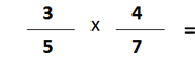 3/5 x 4/7 =